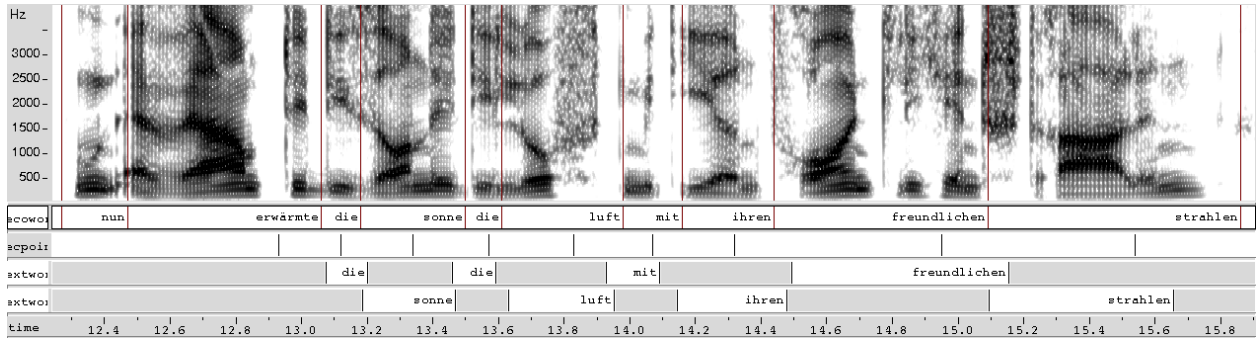 Hz
3000
2500
2000
1500
1000
500
ecowo nun erwärmte die sonne die luft mit ihren freundlichen strahlen
ecpoin
extwo die die mit freundlichen
extwo sonne luft ihren strahlen
time 12.4 12.6 12.8 13.0 13.2 13.4 13.6 13.8 14.0 14.2 14.4 14.6 14.8 15.0 15.2 15.4 15.6 15.8